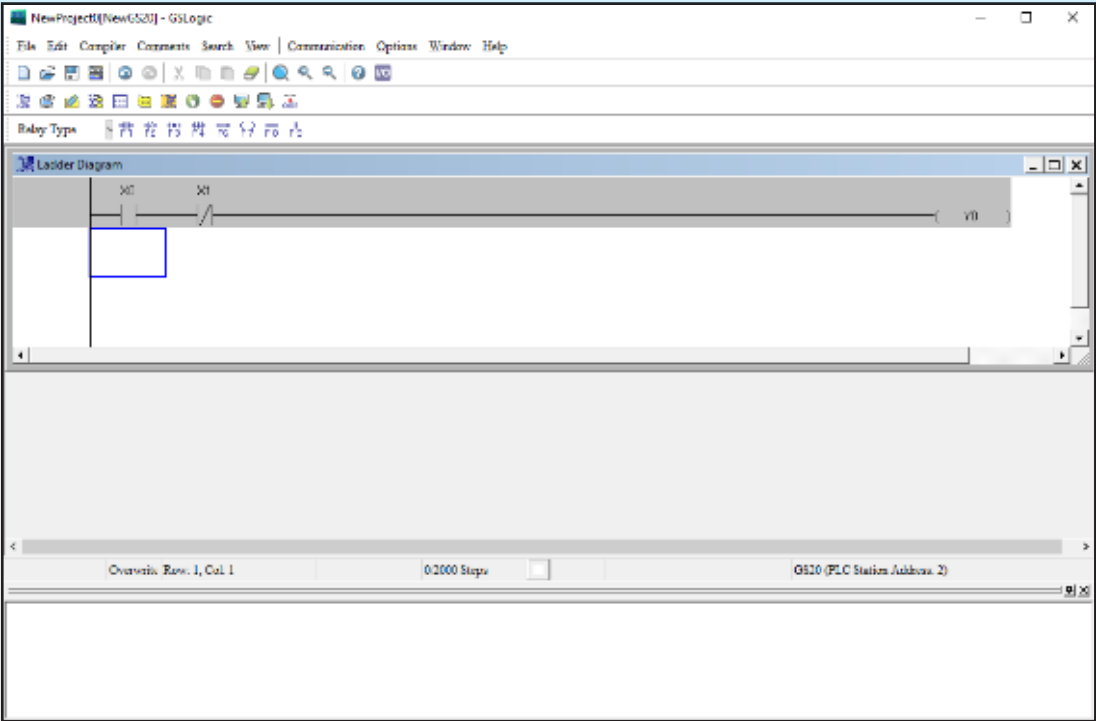 NewProject0[NewGS20] - GSLogic
File Edit Compiler Comments Search View Communication Options Window Help
Relay Type
Ladder Diagram
X0 X1
Y0
Overwrite Row: 1, Col: 1 0/2000 Steps GS20 (PLC Station Address: 2)